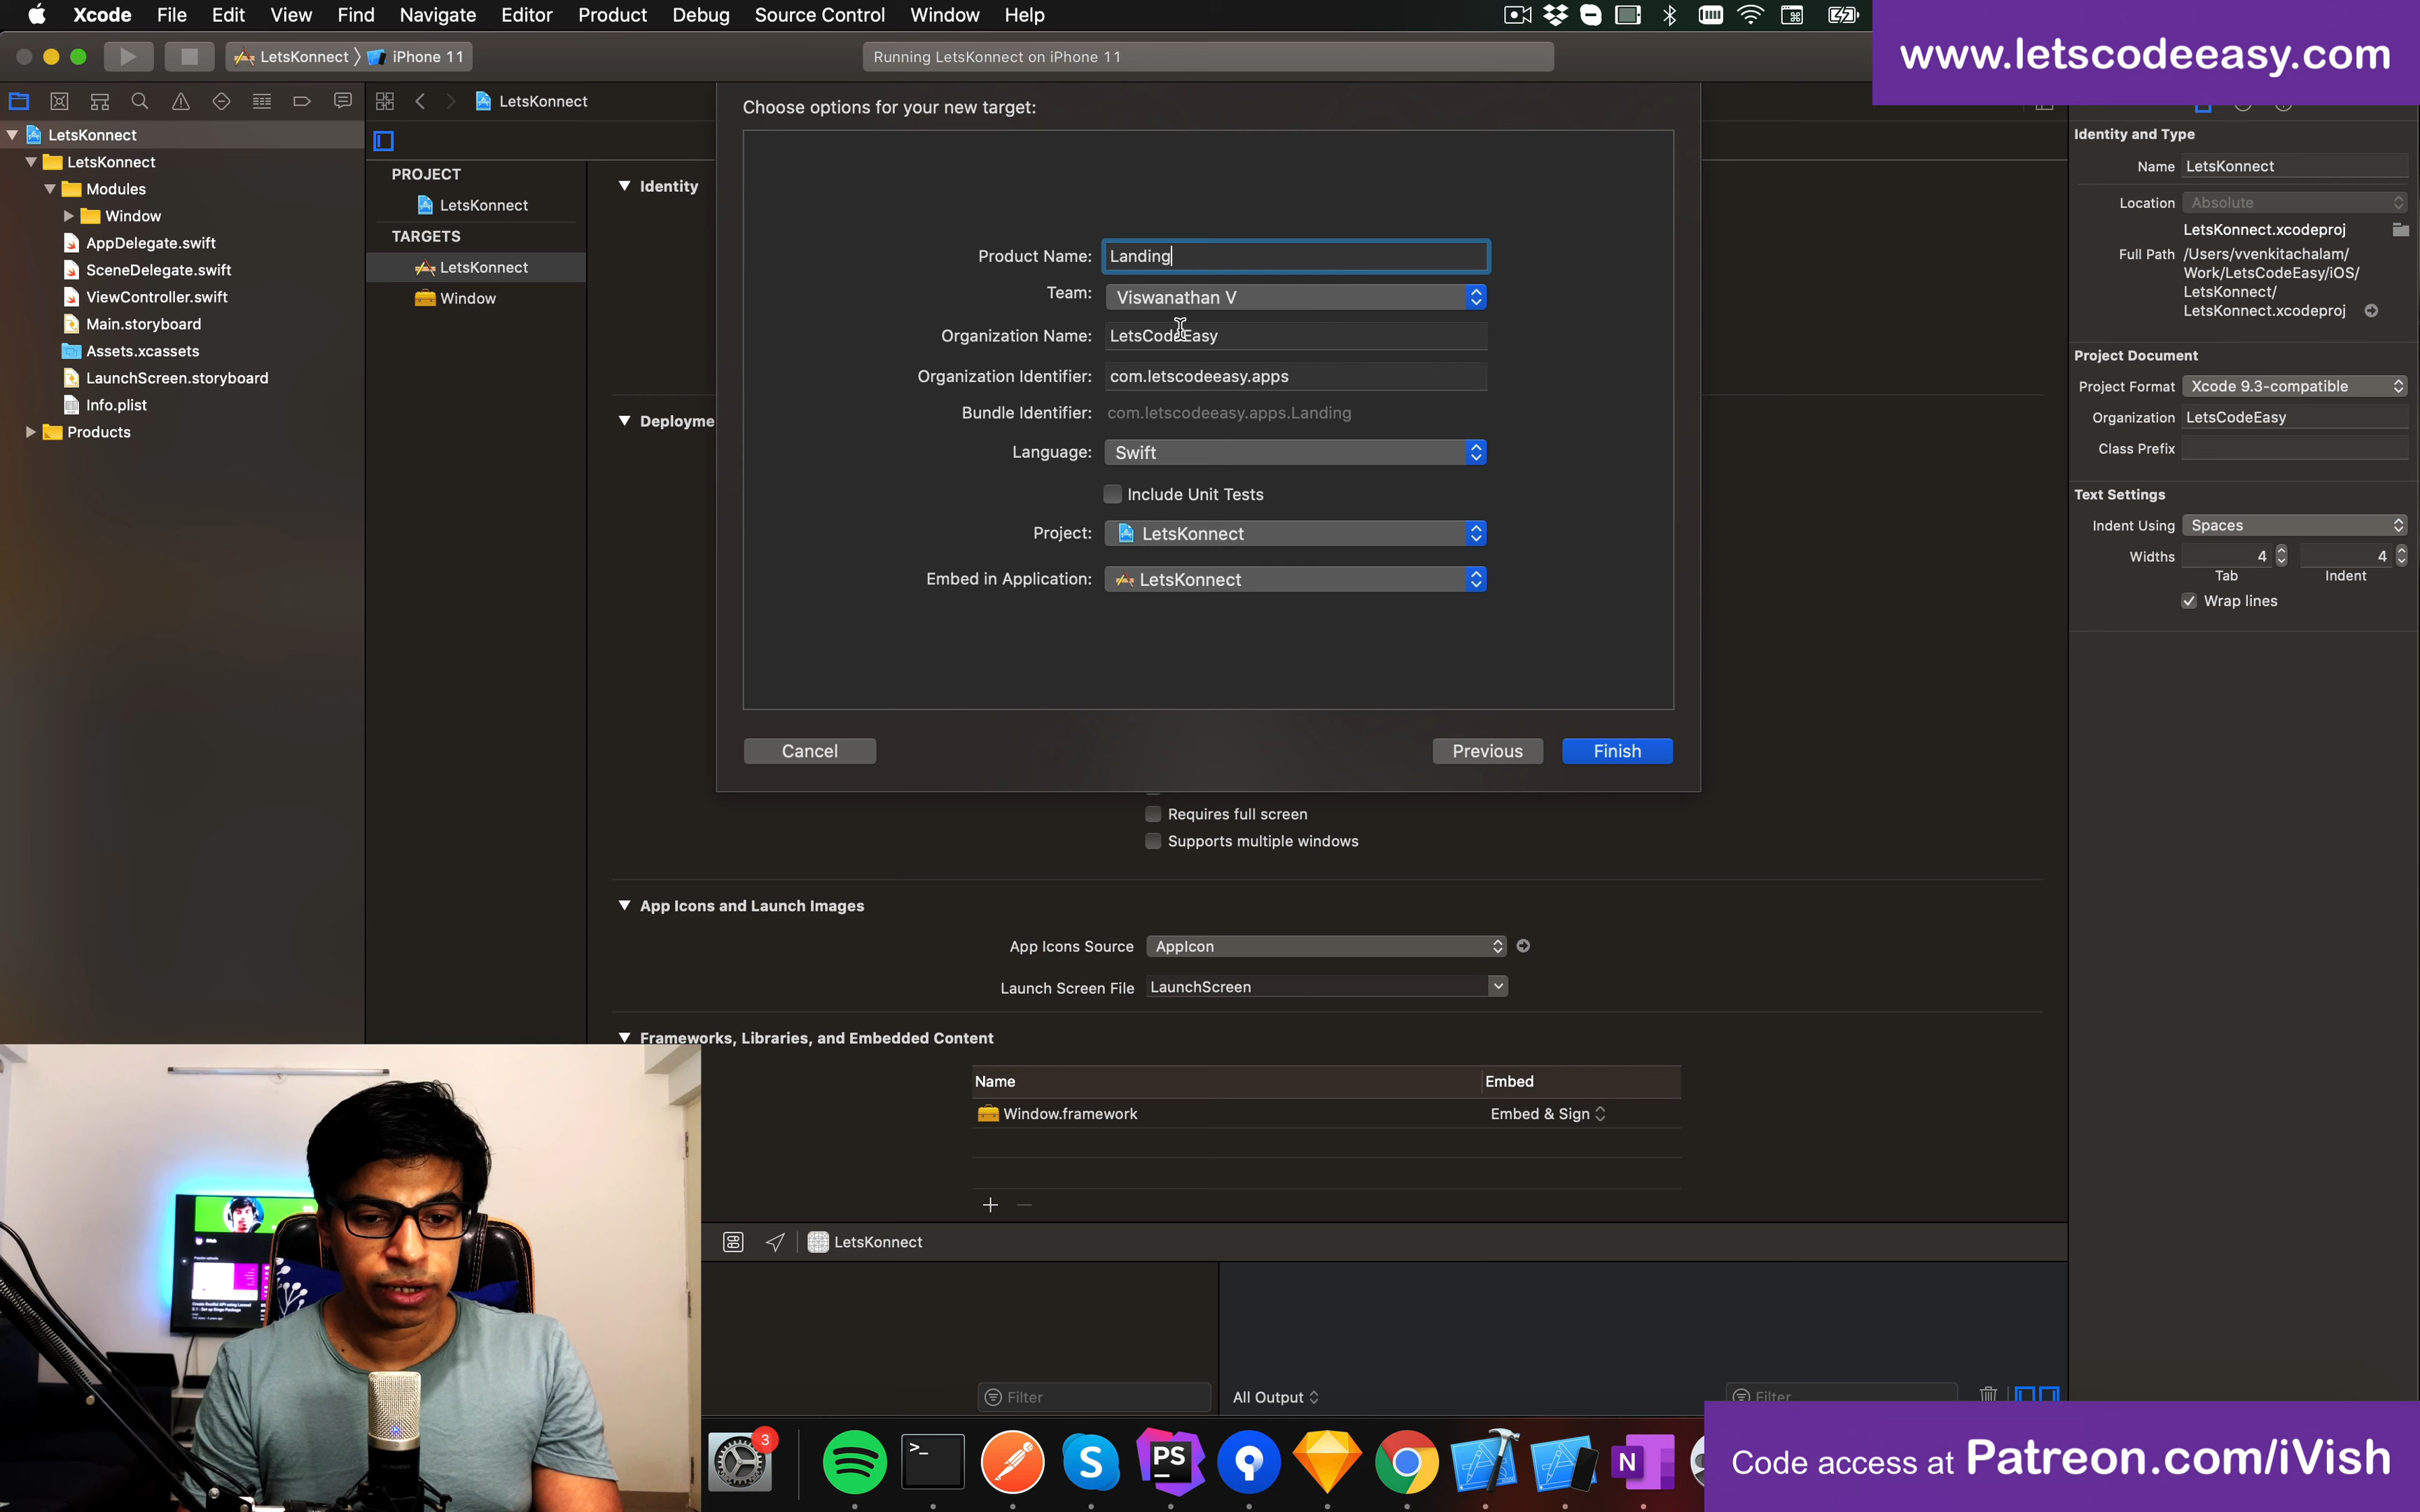 Xcode File Edit View Find Navigate Editor Product Debug Source Control Window Help
www.letscodeeasy.com
LetsKonnect iPhone 11
Running LetsKonnect on iPhone 11
LetsKonnect
LetsKonnect
LetsKonnect
Modules
Window
AppDelegate.swift
SceneDelegate.swift
ViewController.swift
Main.storyboard
Assets.xcassets
LaunchScreen.storyboard
Info.plist
Products
PROJECT
LetsKonnect
TARGETS
LetsKonnect
Window
Identity
Deployme
Choose options for your new target:
Product Name: Landing
Team: Viswanathan V
Organization Name: LetsCodeEasy
Organization Identifier: com.letscodeeasy.apps
Bundle Identifier: com.letscodeeasy.apps.Landing
Language: Swift
Include Unit Tests
Project: LetsKonnect
Embed in Application: LetsKonnect
Cancel Previous Finish
Requires full screen
Supports multiple windows
App Icons and Launch Images
App Icons Source AppIcon
Launch Screen File LaunchScreen
Frameworks, Libraries, and Embedded Content
Name Embed
Window.framework Embed & Sign
LetsKonnect
Filter All Output Filter
Identity and Type
Name LetsKonnect
Location Absolute
LetsKonnect.xcodeproj
Full Path /Users/vvenkitachalam/
Work/LetsCodeEasy/iOS/
LetsKonnect/
LetsKonnect.xcodeproj
Project Document
Project Format Xcode 9.3-compatible
Organization LetsCodeEasy
Class Prefix
Text Settings
Indent Using Spaces
Widths 4 4
Tab Indent
Wrap lines
3
PS
S
N
Code access at Patreon.com/iVish